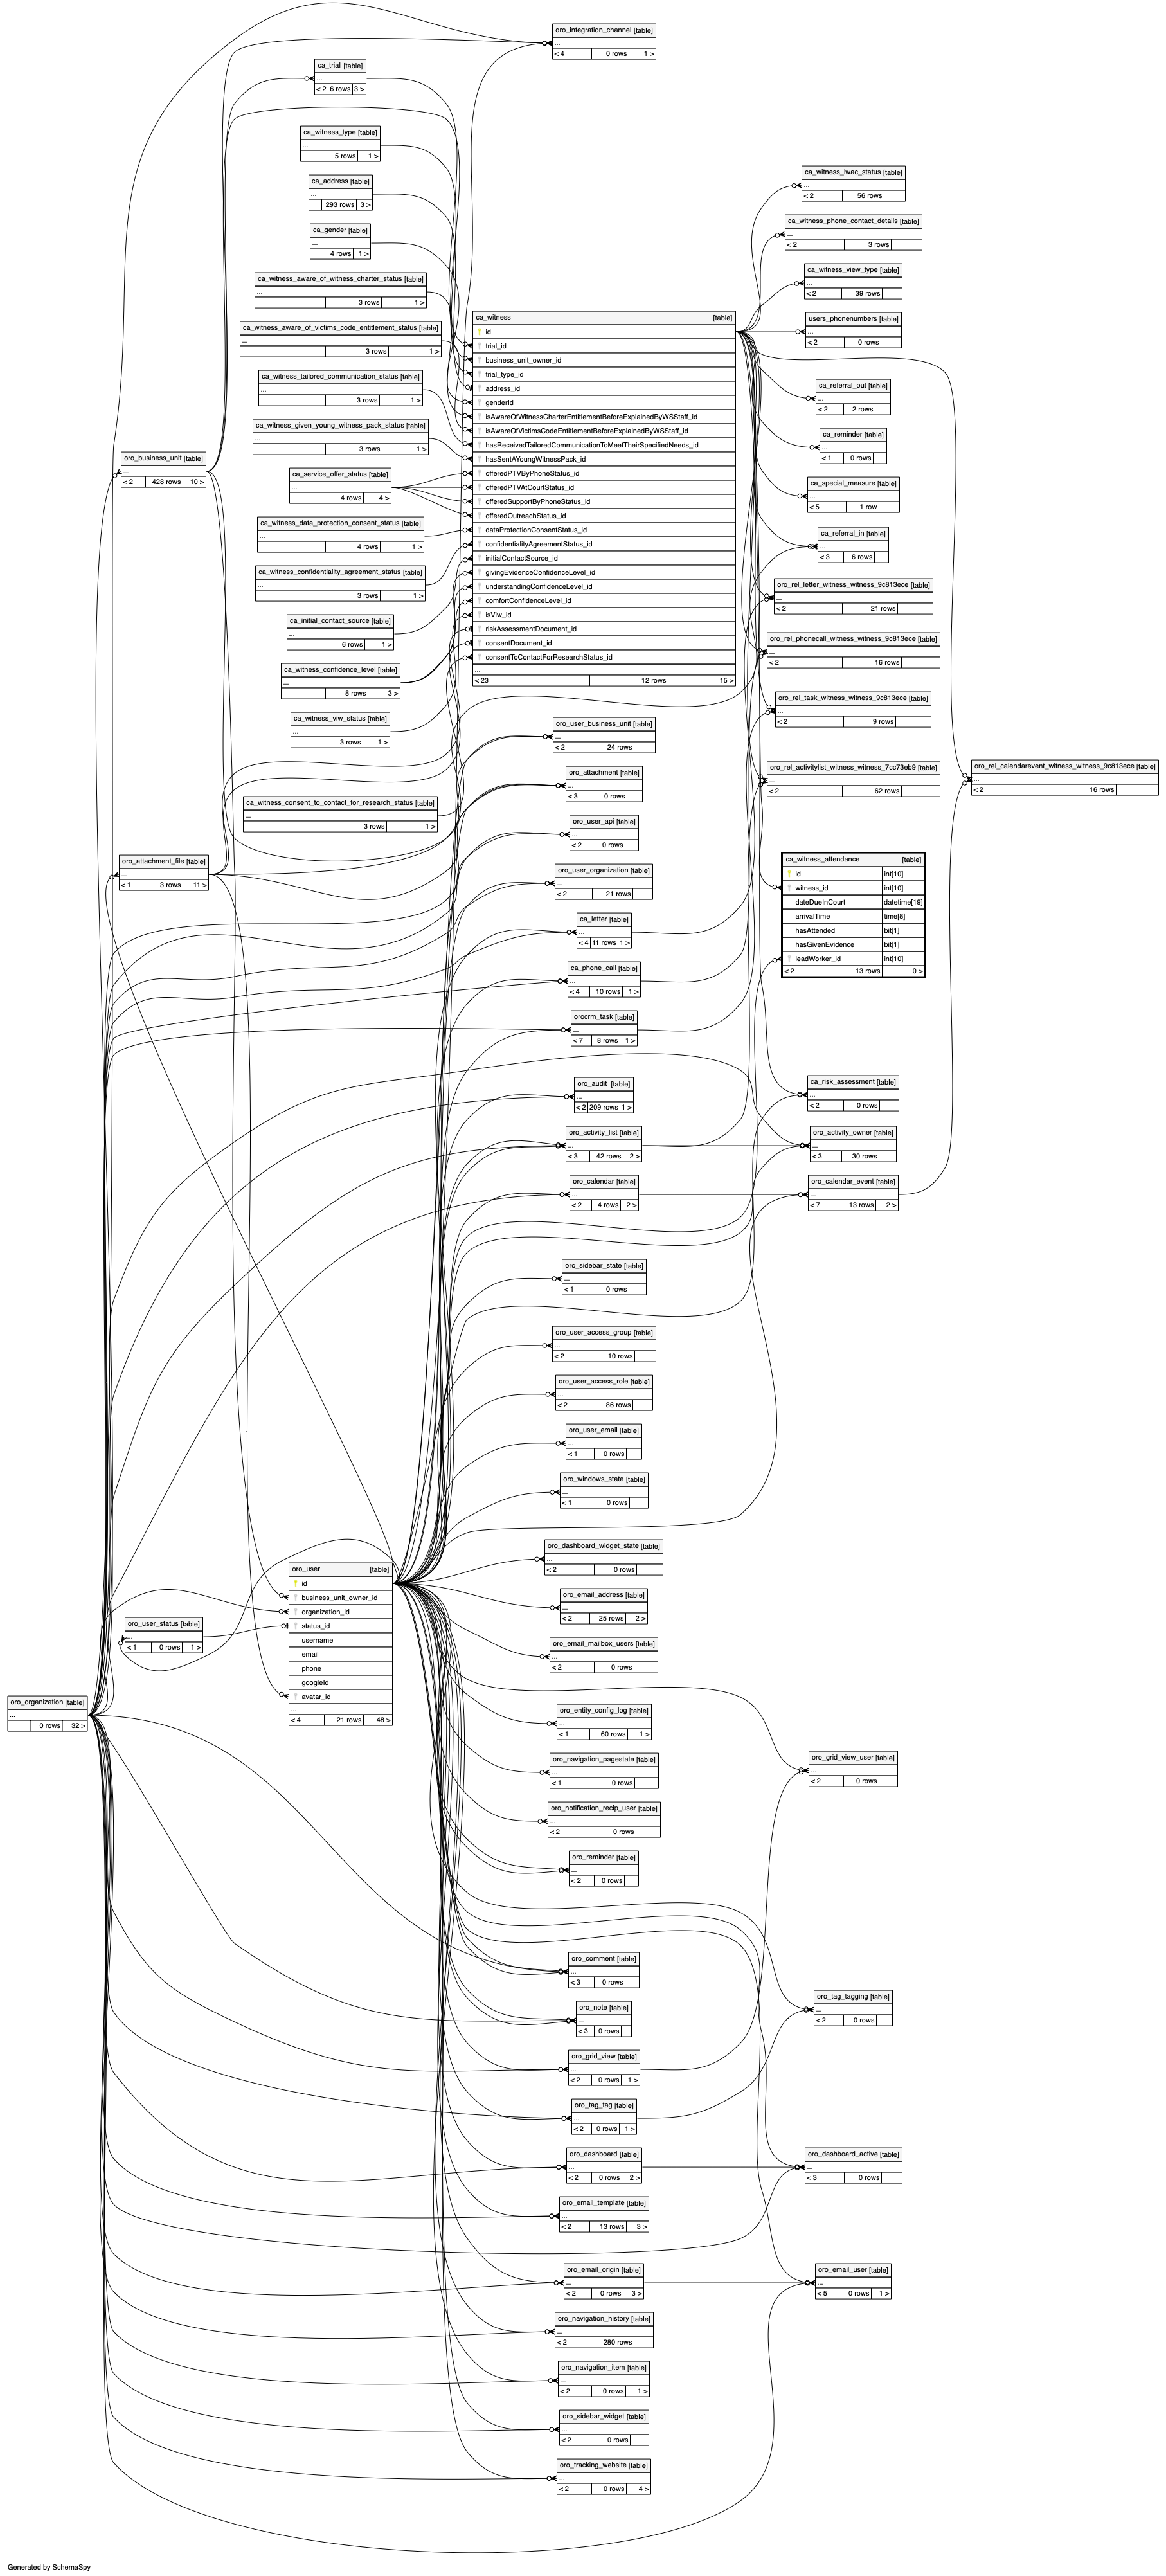 oro_integration_channel [table]
...
< 4 0 rows 1 >
ca_trial [table]
...
< 2 6 rows 3 >
ca_witness_type [table]
...
5 rows 1 >
ca_address [table]
...
293 rows 3 >
ca_gender [table]
...
4 rows 1 >
ca_witness_aware_of_witness_charter_status [table]
...
3 rows 1 >
ca_witness_aware_of_victims_code_entitlement_status [table]
...
3 rows 1 >
ca_witness_tailored_communication_status [table]
...
3 rows 1 >
ca_witness_given_young_witness_pack_status [table]
...
3 rows 1 >
oro_business_unit [table]
...
< 2 428 rows 10 >
ca_service_offer_status [table]
...
4 rows 4 >
ca_witness_data_protection_consent_status [table]
...
4 rows 1 >
ca_witness_confidentiality_agreement_status [table]
...
3 rows 1 >
ca_initial_contact_source [table]
...
6 rows 1 >
ca_witness_confidence_level [table]
...
8 rows 3 >
ca_witness_viw_status [table]
...
3 rows 1 >
ca_witness_consent_to_contact_for_research_status [table]
...
3 rows 1 >
oro_attachment_file [table]
...
< 1 3 rows 11 >
ca_witness [table]
id
trial_id
business_unit_owner_id
trial_type_id
address_id
genderId
isAwareOfWitnessCharterEntitlementBeforeExplainedByWSStaff_id
isAwareOfVictimsCodeEntitlementBeforeExplainedByWSStaff_id
hasReceivedTailoredCommunicationToMeetTheirSpecifiedNeeds_id
hasSentAYoungWitnessPack_id
offeredPTVByPhoneStatus_id
offeredPTVAtCourtStatus_id
offeredSupportByPhoneStatus_id
offeredOutreachStatus_id
dataProtectionConsentStatus_id
confidentialityAgreementStatus_id
initialContactSource_id
givingEvidenceConfidenceLevel_id
understandingConfidenceLevel_id
comfortConfidenceLevel_id
isViw_id
riskAssessmentDocument_id
consentDocument_id
consentToContactForResearchStatus_id
...
< 23 12 rows 15 >
ca_witness_lwac_status [table]
...
< 2 56 rows
ca_witness_phone_contact_details [table]
...
< 2 3 rows
ca_witness_view_type [table]
...
< 2 39 rows
users_phonenumbers [table]
...
< 2 0 rows
ca_referral_out [table]
...
< 2 2 rows
ca_reminder [table]
...
< 1 0 rows
ca_special_measure [table]
...
< 5 1 row
ca_referral_in [table]
...
< 3 6 rows
oro_rel_letter_witness_witness_9c813ece [table]
...
< 2 21 rows
oro_rel_phonecall_witness_witness_9c813ece [table]
...
< 2 16 rows
oro_rel_task_witness_witness_9c813ece [table]
...
< 2 9 rows
oro_rel_activitylist_witness_witness_7cc73eb9 [table]
...
< 2 62 rows
oro_rel_calendarevent_witness_witness_9c813ece [table]
...
< 2 16 rows
ca_witness_attendance [table]
id int[10]
witness_id int[10]
dateDueInCourt datetime[19]
arrivalTime time[8]
hasAttended bit[1]
hasGivenEvidence bit[1]
leadWorker_id int[10]
< 2 13 rows 0 >
oro_user_business_unit [table]
...
< 2 24 rows
oro_attachment [table]
...
< 3 0 rows
oro_user_api [table]
...
< 2 0 rows
oro_user_organization [table]
...
< 2 21 rows
ca_letter [table]
...
< 4 11 rows 1 >
ca_phone_call [table]
...
< 4 10 rows 1 >
orocrm_task [table]
...
< 7 8 rows 1 >
oro_audit [table]
...
< 2 209 rows 1 >
oro_activity_list [table]
...
< 3 42 rows 2 >
oro_calendar [table]
...
< 2 4 rows 2 >
ca_risk_assessment [table]
...
< 2 0 rows
oro_activity_owner [table]
...
< 3 30 rows
oro_calendar_event [table]
...
< 7 13 rows 2 >
oro_sidebar_state [table]
...
< 1 0 rows
oro_user_access_group [table]
...
< 2 10 rows
oro_user_access_role [table]
...
< 2 86 rows
oro_user_email [table]
...
< 1 0 rows
oro_windows_state [table]
...
< 1 0 rows
oro_dashboard_widget_state [table]
...
< 2 0 rows
oro_email_address [table]
...
< 2 25 rows 2 >
oro_email_mailbox_users [table]
...
< 2 0 rows
oro_user [table]
id
business_unit_owner_id
organization_id
status_id
username
email
phone
googleId
avatar_id
...
< 4 21 rows 48 >
oro_user_status [table]
...
< 1 0 rows 1 >
oro_organization [table]
...
0 rows 32 >
oro_entity_config_log [table]
...
< 1 60 rows 1 >
oro_navigation_pagestate [table]
...
< 1 0 rows
oro_notification_recip_user [table]
...
< 2 0 rows
oro_reminder [table]
...
< 2 0 rows
oro_grid_view_user [table]
...
< 2 0 rows
oro_comment [table]
...
< 3 0 rows
oro_note [table]
...
< 3 0 rows
oro_grid_view [table]
...
< 2 0 rows 1 >
oro_tag_tag [table]
...
< 2 0 rows 1 >
oro_tag_tagging [table]
...
< 2 0 rows
oro_dashboard [table]
...
< 2 0 rows 2 >
oro_dashboard_active [table]
...
< 3 0 rows
oro_email_template [table]
...
< 2 13 rows 3 >
oro_email_origin [table]
...
< 2 0 rows 3 >
oro_email_user [table]
...
< 5 0 rows 1 >
oro_navigation_history [table]
...
< 2 280 rows
oro_navigation_item [table]
...
< 2 0 rows 1 >
oro_sidebar_widget [table]
...
< 2 0 rows
oro_tracking_website [table]
...
< 2 0 rows 4 >
Generated by SchemaSpy